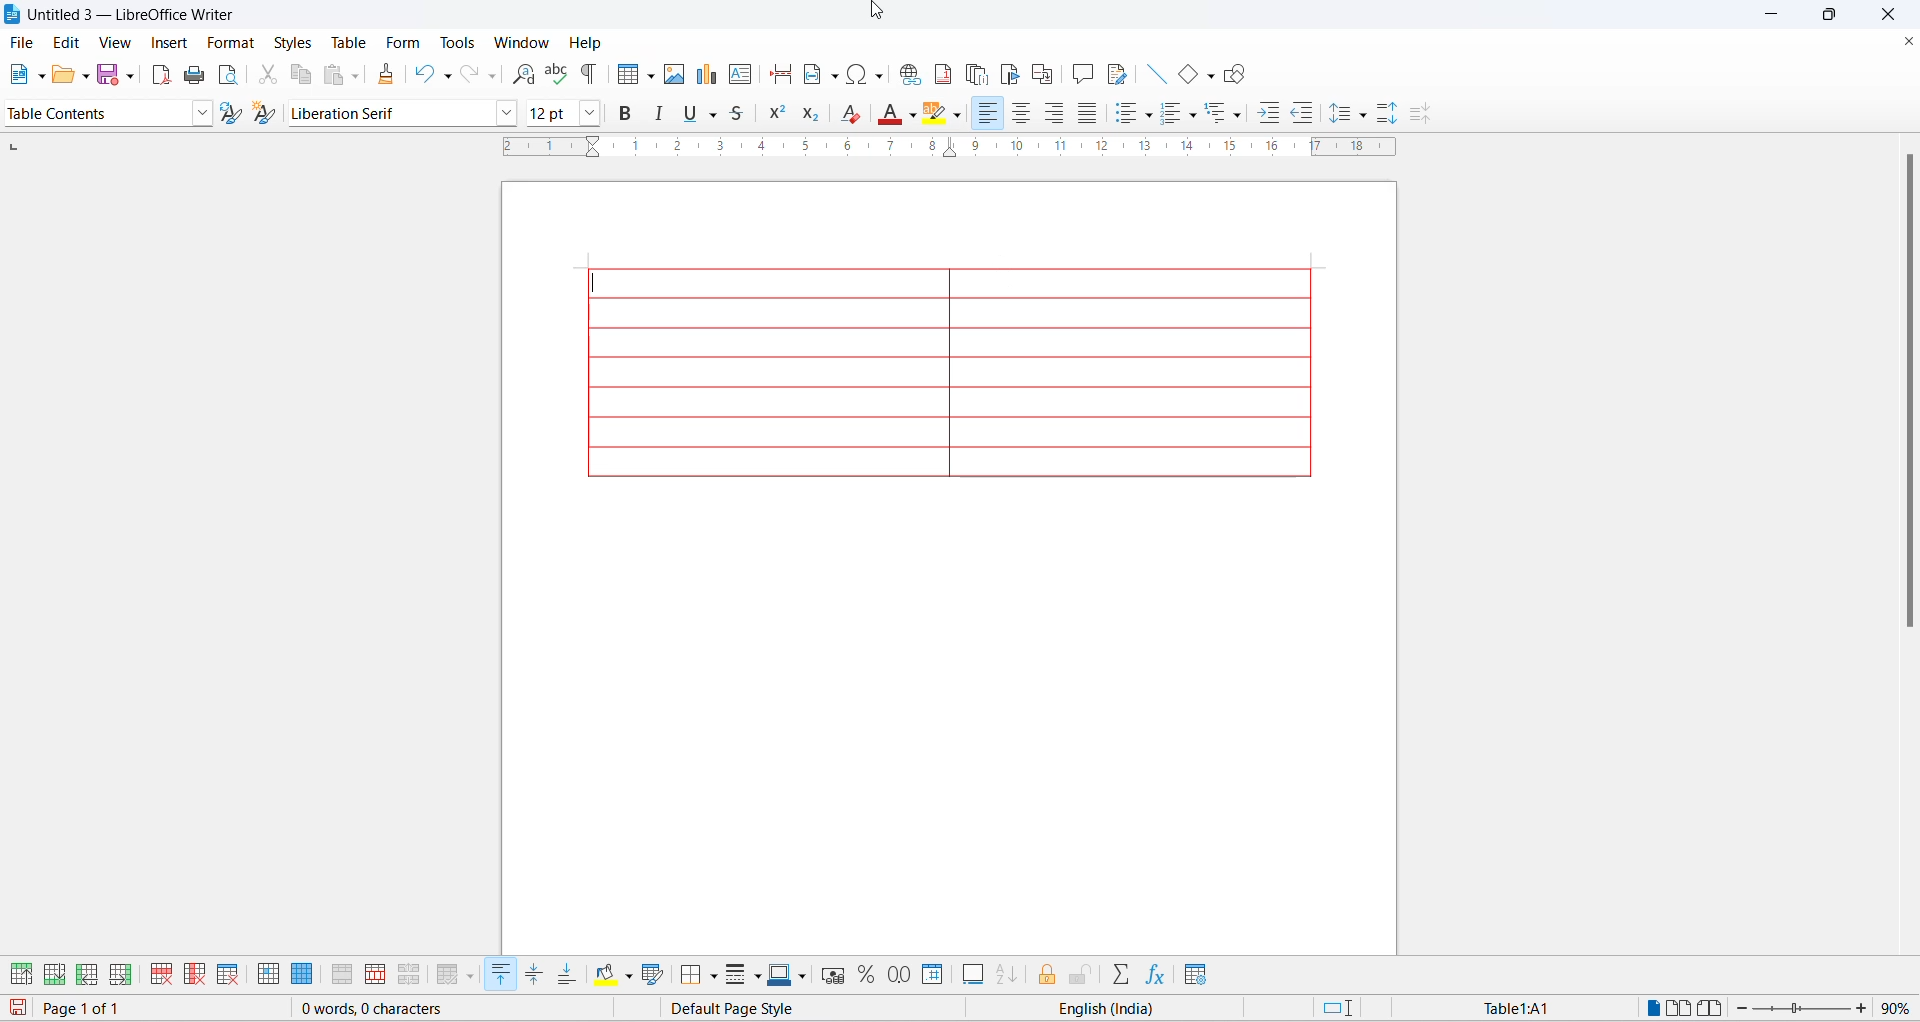 Untitled 3 — LibreOffice Writer
File Edit View Insert Format Styles Table Form Tools Window Help
Table Contents Liberation Serif 12 pt
2 1 1 2 3 4 5 6 7 8 9 10 11 12 13 14 15 16 17 18
Page 1 of 1 0 words, 0 characters Default Page Style English (India) Table1:A1 90%